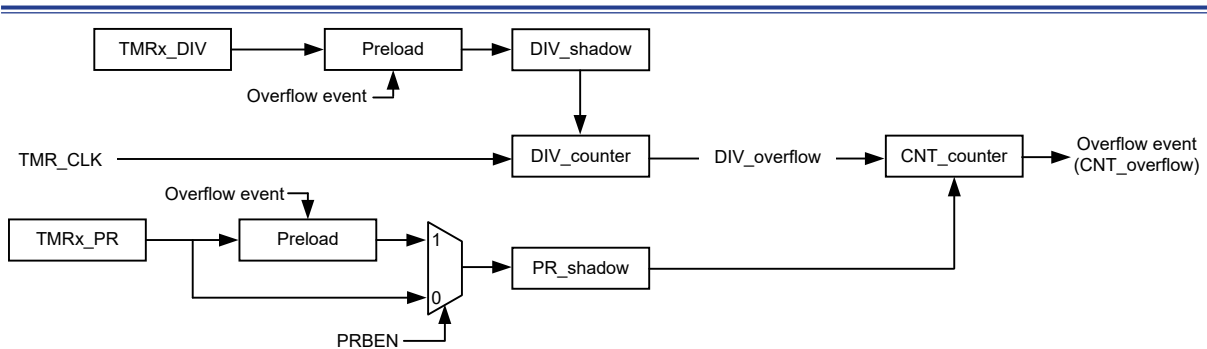 TMRx_DIV
Preload
DIV_shadow
Overflow event
TMR_CLK
DIV_counter
DIV_overflow
CNT_counter
Overflow event
(CNT_overflow)
Overflow event
TMRx_PR
Preload
1
PR_shadow
0
PRBEN